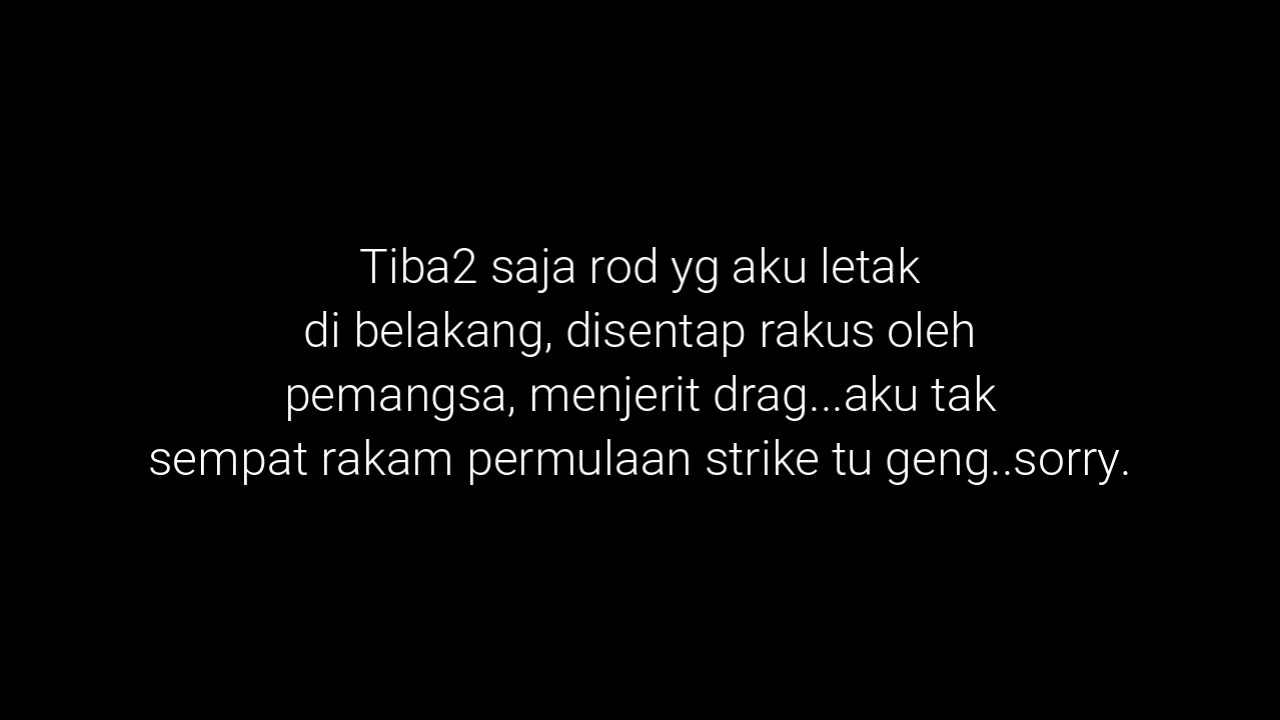 Tiba2 saja rod yg aku letak
di belakang, disentap rakus oleh
pemangsa, menjerit drag...aku tak
sempat rakam permulaan strike tu geng..sorry.